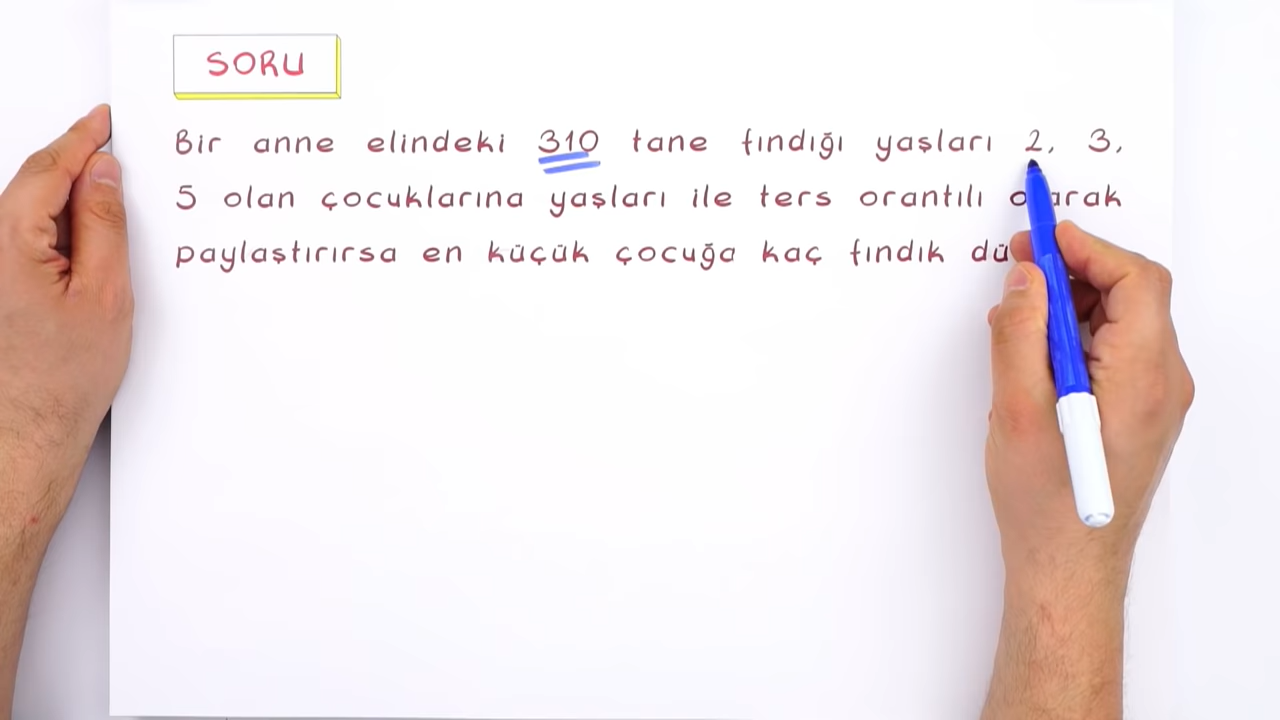 SORU
Bir anne elindeki 310 tane fındığı yaşları 2, 3,
5 olan çocuklarına yaşları ile ters orantılı
paylaştırırsa en küçük çocuğa kaç fındık